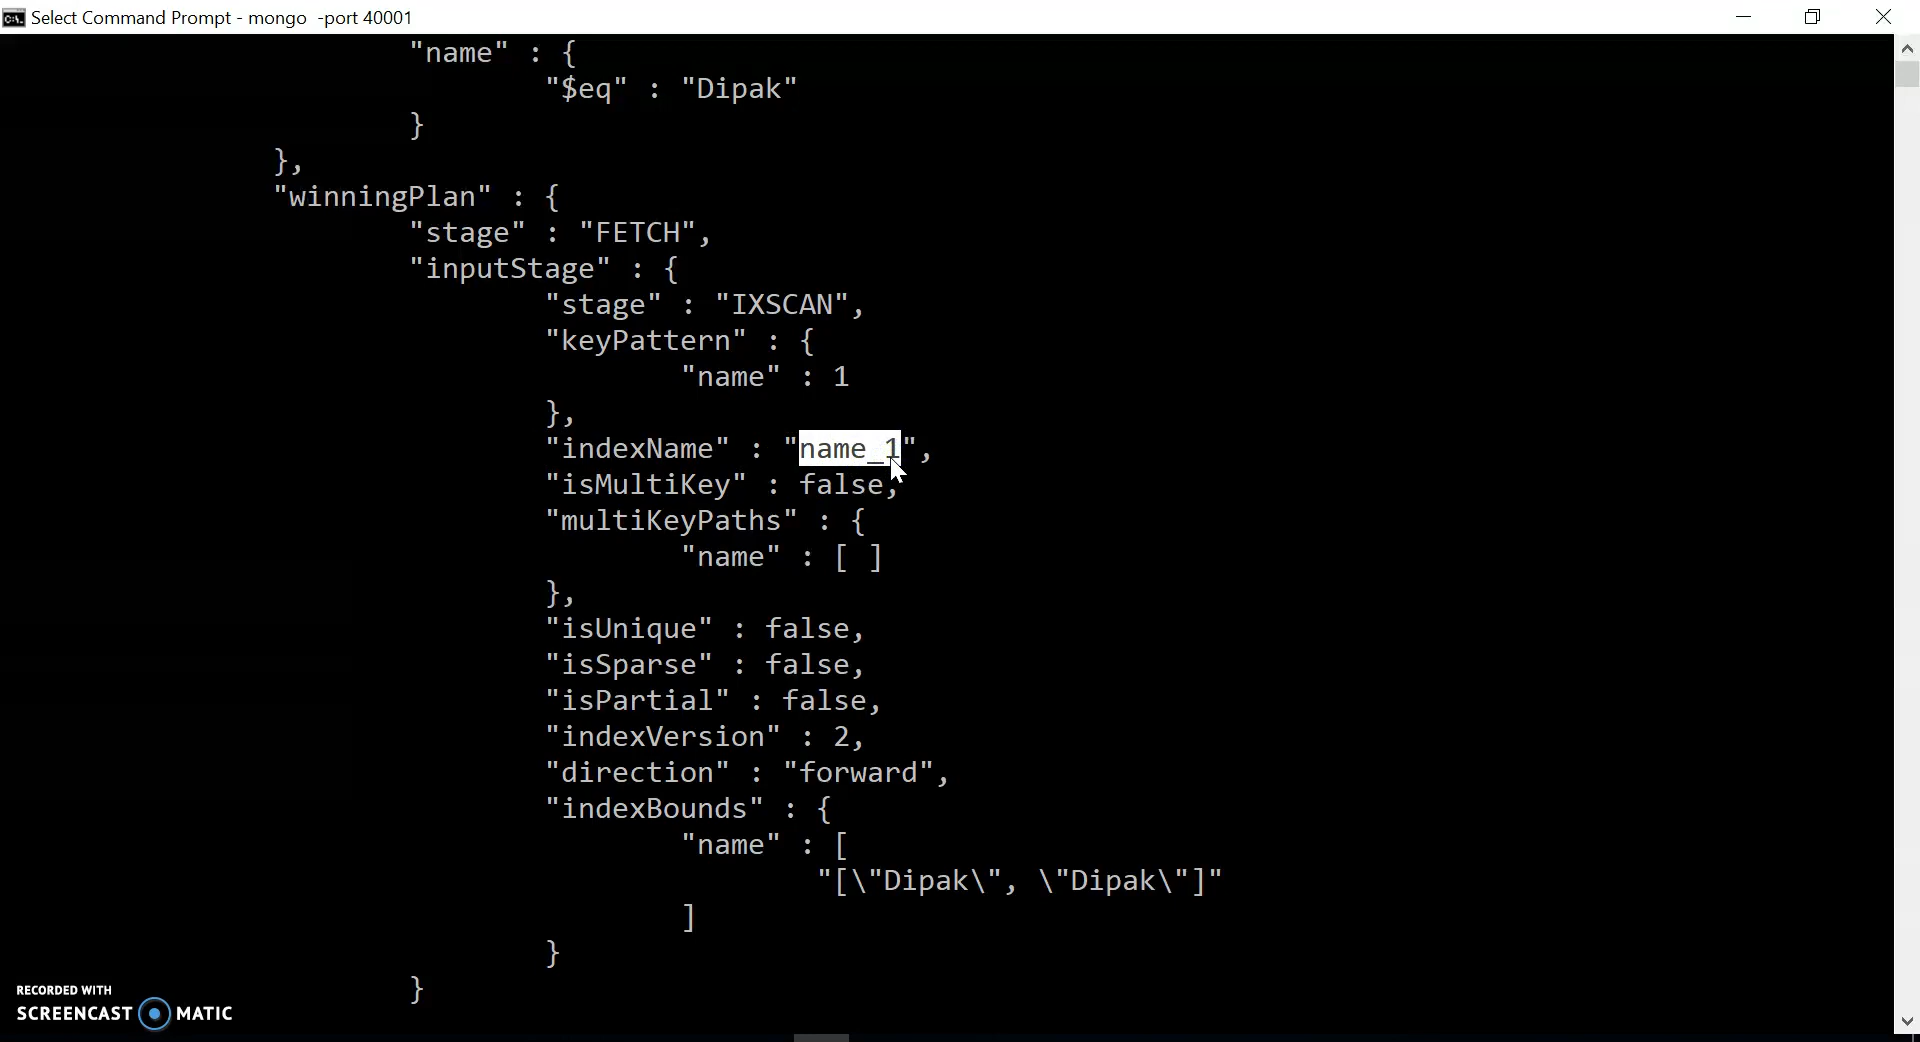 Select Command Prompt - mongo -port 40001
"name" : {
"$eq" : "Dipak"
}
},
"winningPlan" : {
"stage" : "FETCH",
"inputStage" : {
"stage" : "IXSCAN",
"keyPattern" : {
"name" : 1
},
"indexName" : "name_1",
"isMultiKey" : false,
"multiKeyPaths" : {
"name" : [ ]
},
"isUnique" : false,
"isSparse" : false,
"isPartial" : false,
"indexVersion" : 2,
"direction" : "forward",
"indexBounds" : {
"name" : [
"[\"Dipak\", \"Dipak\"]"
]
}
}
RECORDED WITH
SCREENCAST MATIC